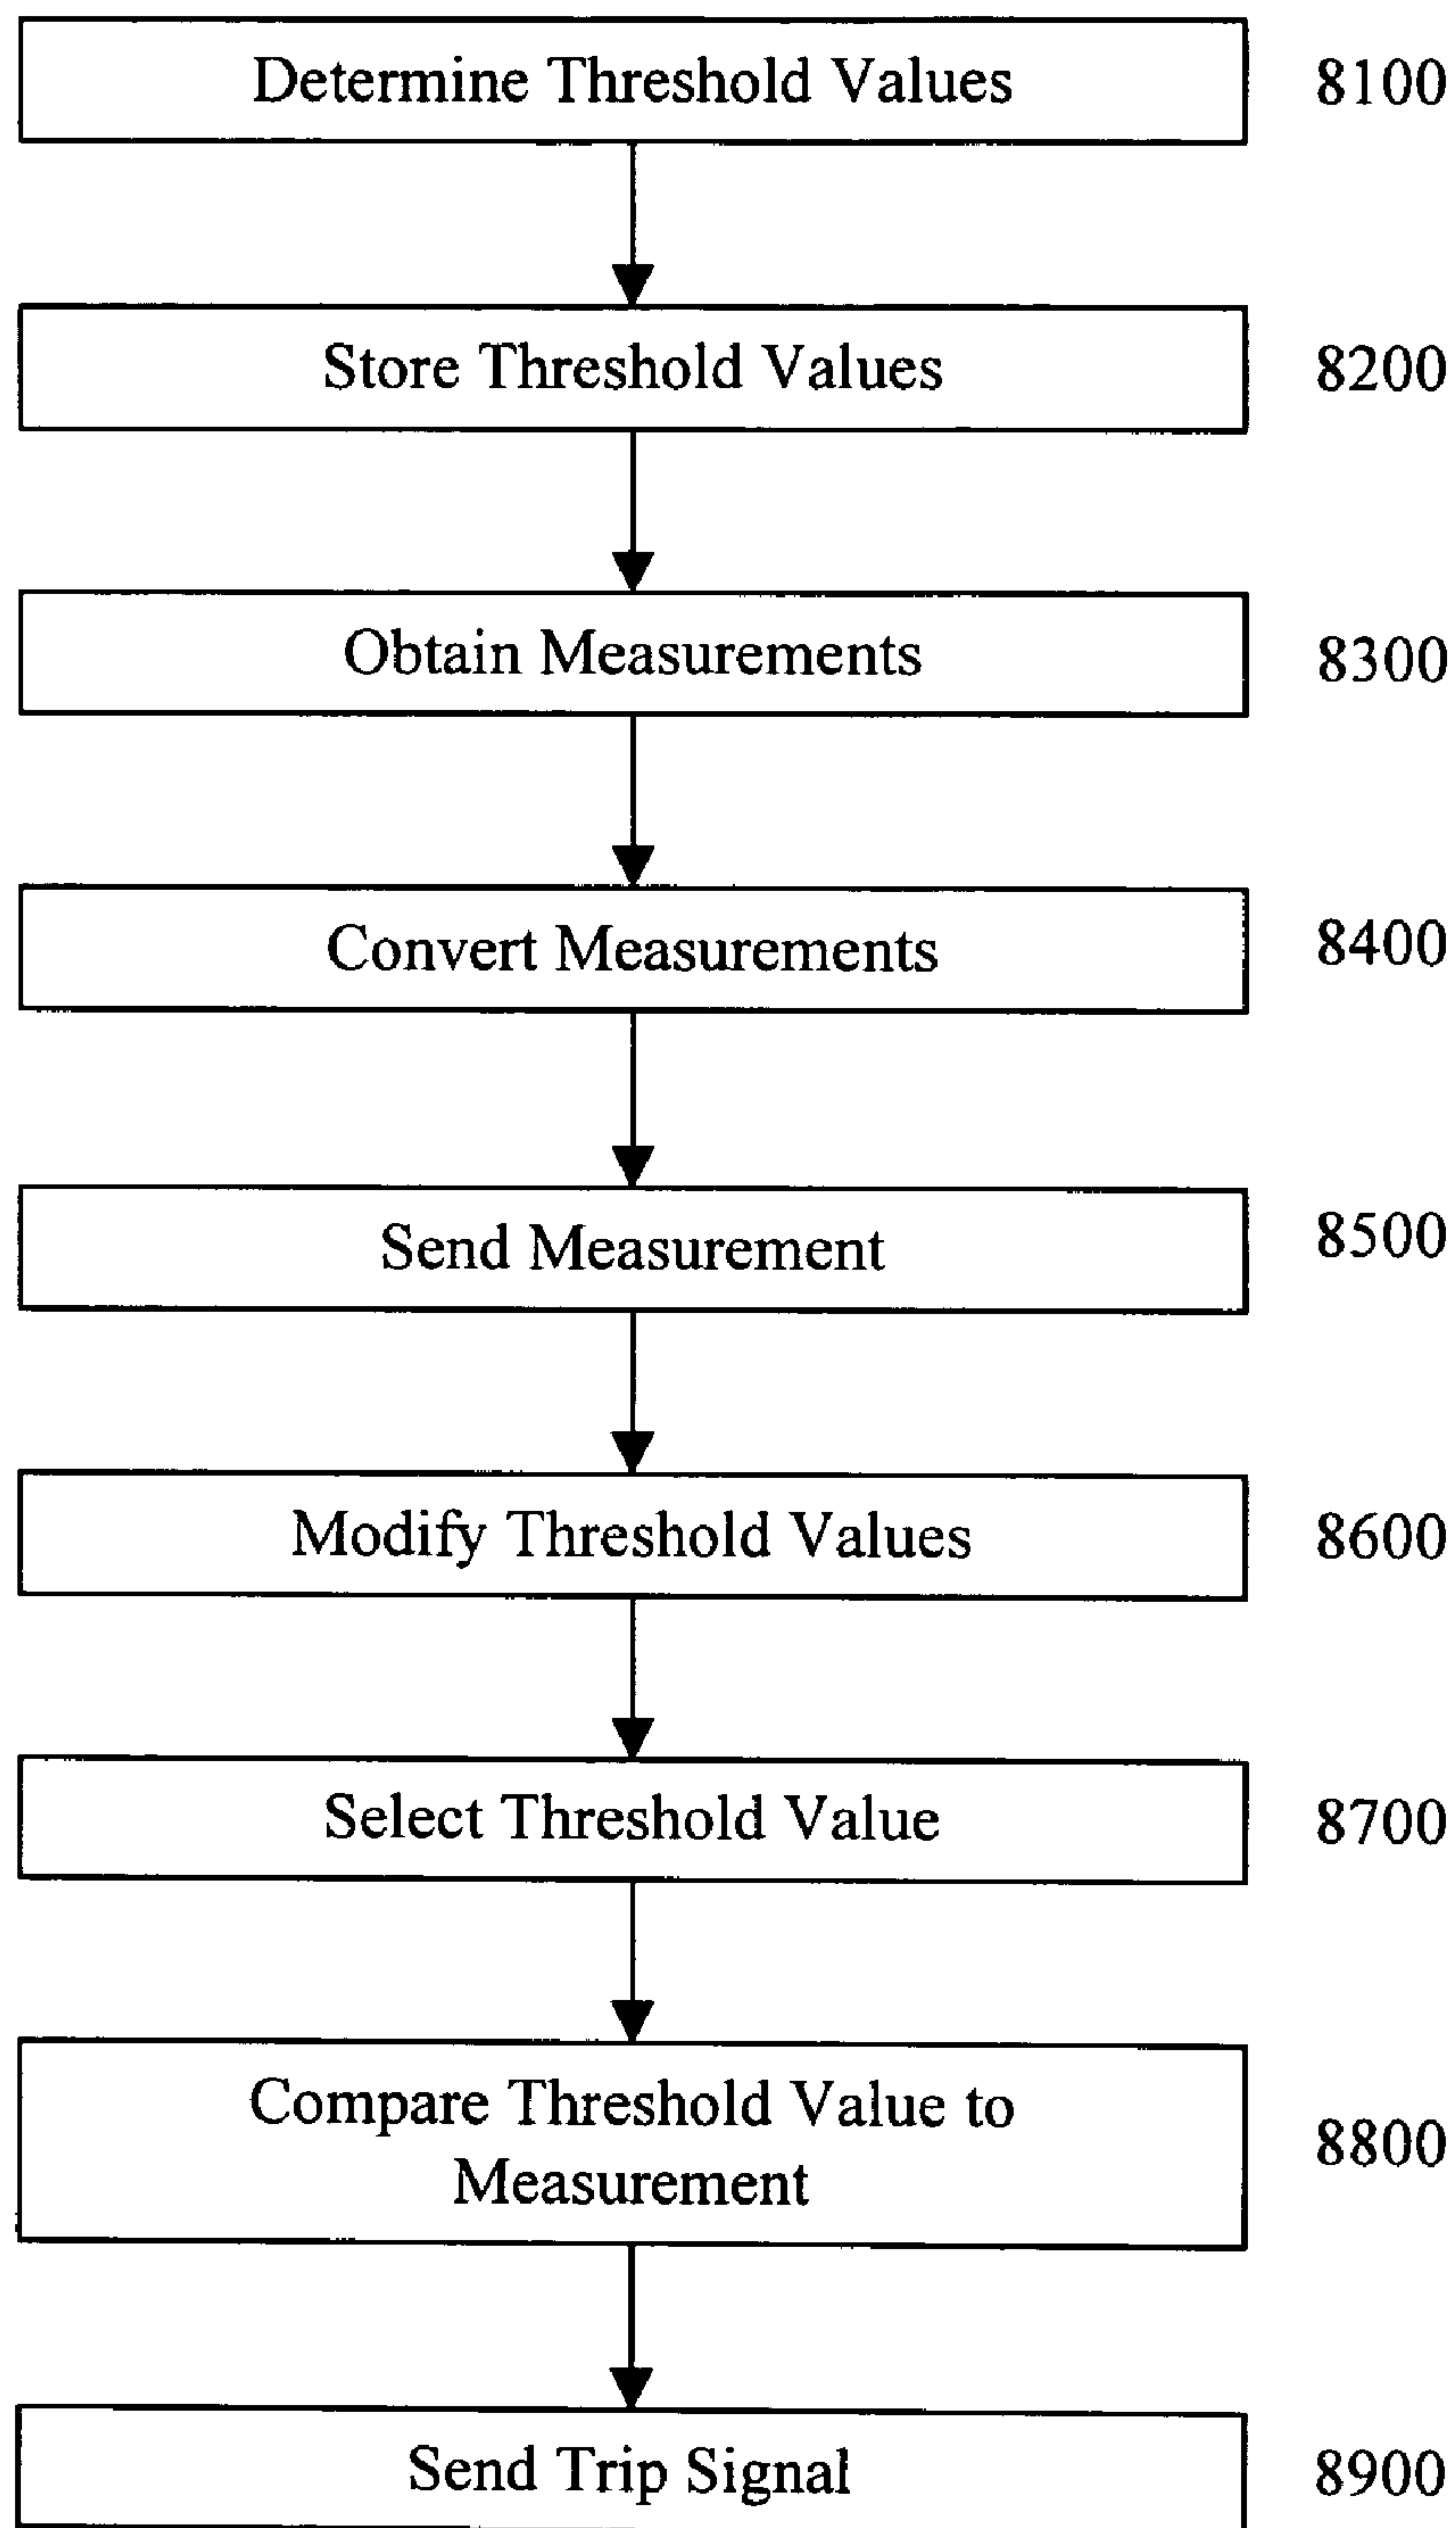 Determine Threshold Values 8100
Store Threshold Values 8200
Obtain Measurements 8300
Convert Measurements 8400
Send Measurement 8500
Modify Threshold Values 8600
Select Threshold Value 8700
Compare Threshold Value to
Measurement 8800
Send Trip Signal 8900